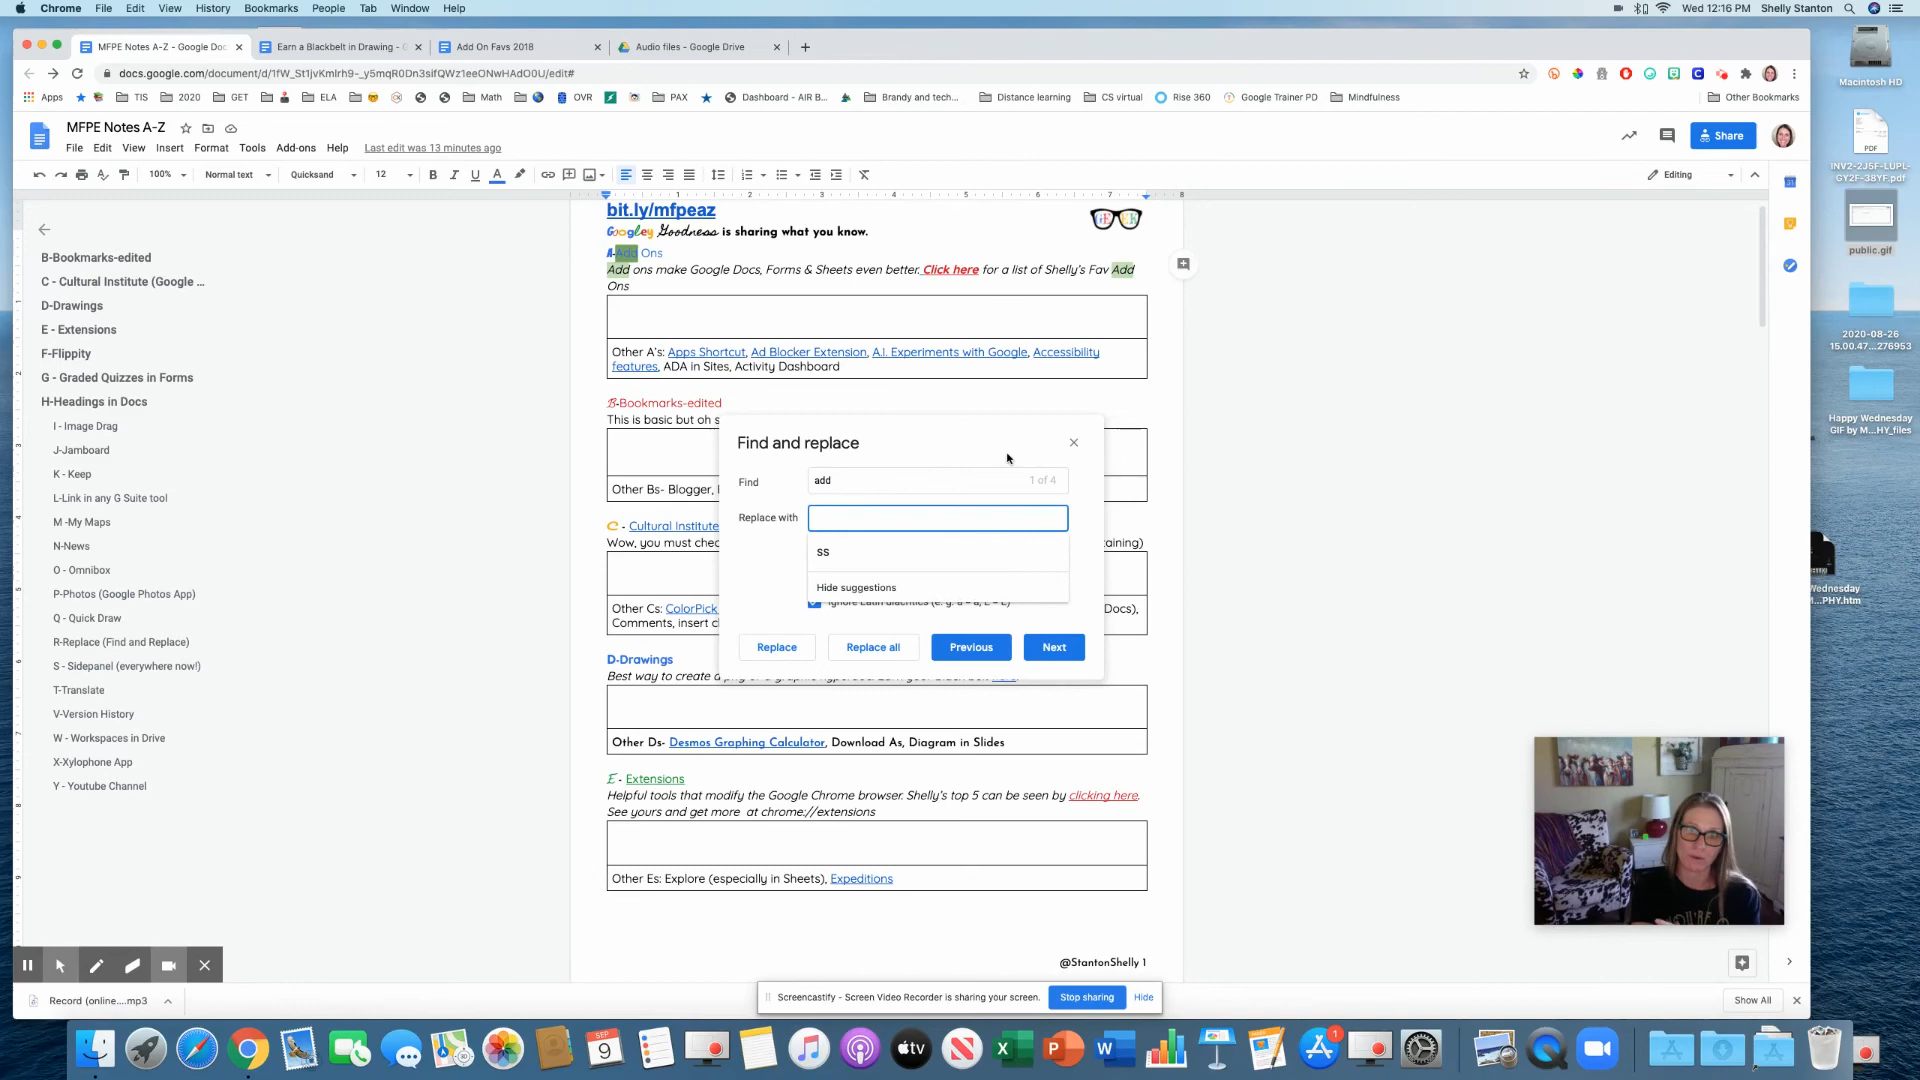 Chrome File Edit View History Bookmarks People Tab Window Help Wed 12:16 PM Shelly Stanton
MFPE Notes A-Z - Google Doc Earn a Blackbelt in Drawing - G Add On Favs 2018 Audio files - Google Drive
docs.google.com/document/d/1fW_St1jvKmIrh9-_y5mqR0Dn3sifQWz1eeONwHAdO0U/edit#
Apps TIS 2020 GET ELA Math OVR PAX Dashboard - AIR B... Brandy and tech... Distance learning CS virtual Rise 360 Google Trainer PD Mindfulness Other Bookmarks
Macintosh HD
MFPE Notes A-Z
File Edit View Insert Format Tools Add-ons Help Last edit was 13 minutes ago
Share
PDF
INV2-2J5F-LUPL-
GY2F-38YF.pdf
100% Normal text Quicksand 12 Editing
public.gif
2020-08-26
15.00.47...276953
Happy Wednesday
GIF by M...HY_files
Wednesday
M...PHY.htm
B-Bookmarks-edited
C - Cultural Institute (Google ...
D-Drawings
E - Extensions
F-Flippity
G - Graded Quizzes in Forms
H-Headings in Docs
I - Image Drag
J-Jamboard
K - Keep
L-Link in any G Suite tool
M -My Maps
N-News
O - Omnibox
P-Photos (Google Photos App)
Q - Quick Draw
R-Replace (Find and Replace)
S - Sidepanel (everywhere now!)
T-Translate
V-Version History
W - Workspaces in Drive
X-Xylophone App
Y - Youtube Channel
bit.ly/mfpeaz
GEEK
Googley Goodness is sharing what you know.
A-Add Ons
Add ons make Google Docs, Forms & Sheets even better. Click here for a list of Shelly's Fav Add
Ons
Other A's: Apps Shortcut, Ad Blocker Extension, A.I. Experiments with Google, Accessibility
features, ADA in Sites, Activity Dashboard
B-Bookmarks-edited
This is basic but oh s
Other Bs- Blogger,
C - Cultural Institute
Wow, you must chec taining)
Other Cs: ColorPick Docs),
Comments, insert c
Find and replace
Find add 1 of 4
Replace with
ss
Hide suggestions
Ignore Latin diacritics (e.g. ä = a, E = É)
Replace Replace all Previous Next
D-Drawings
Best way to create a png
Other Ds- Desmos Graphing Calculator, Download As, Diagram in Slides
E - Extensions
Helpful tools that modify the Google Chrome browser. Shelly's top 5 can be seen by clicking here.
See yours and get more at chrome://extensions
Other Es: Explore (especially in Sheets), Expeditions
@StantonShelly 1
Record (online....mp3
Screencastify - Screen Video Recorder is sharing your screen. Stop sharing Hide
Show All
SEP
9
tv
1